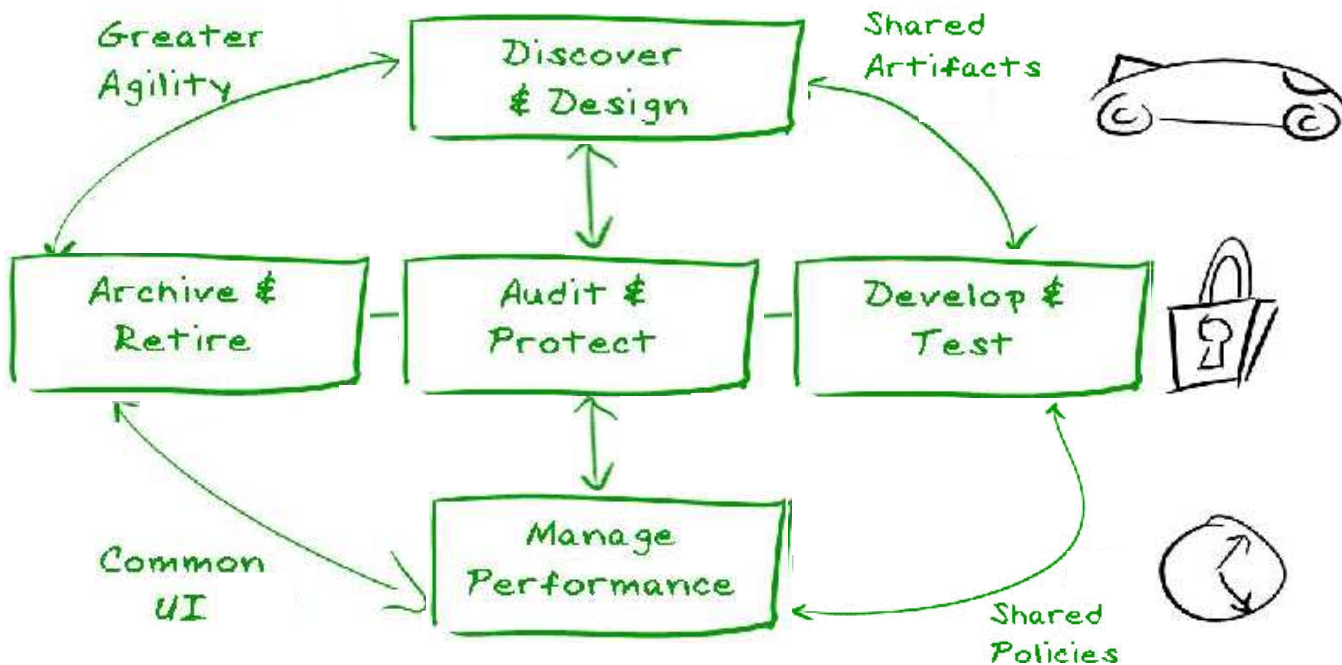 Greater
Agility
Discover
& Design
Shared
Artifacts
Archive &
Retire
Audit &
Protect
Develop &
Test
Common
UI
Manage
Performance
Shared
Policies